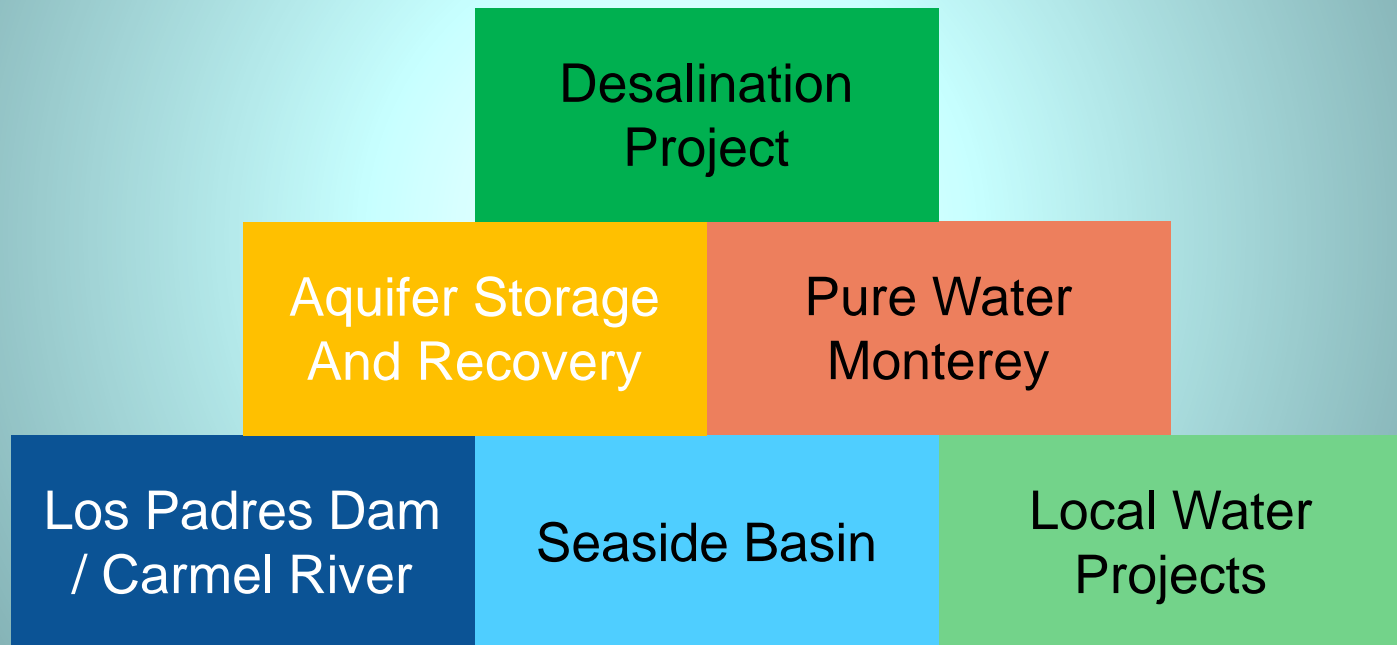 Desalination
Project
Aquifer Storage
And Recovery
Pure Water
Monterey
Los Padres Dam
/ Carmel River
Seaside Basin
Local Water
Projects